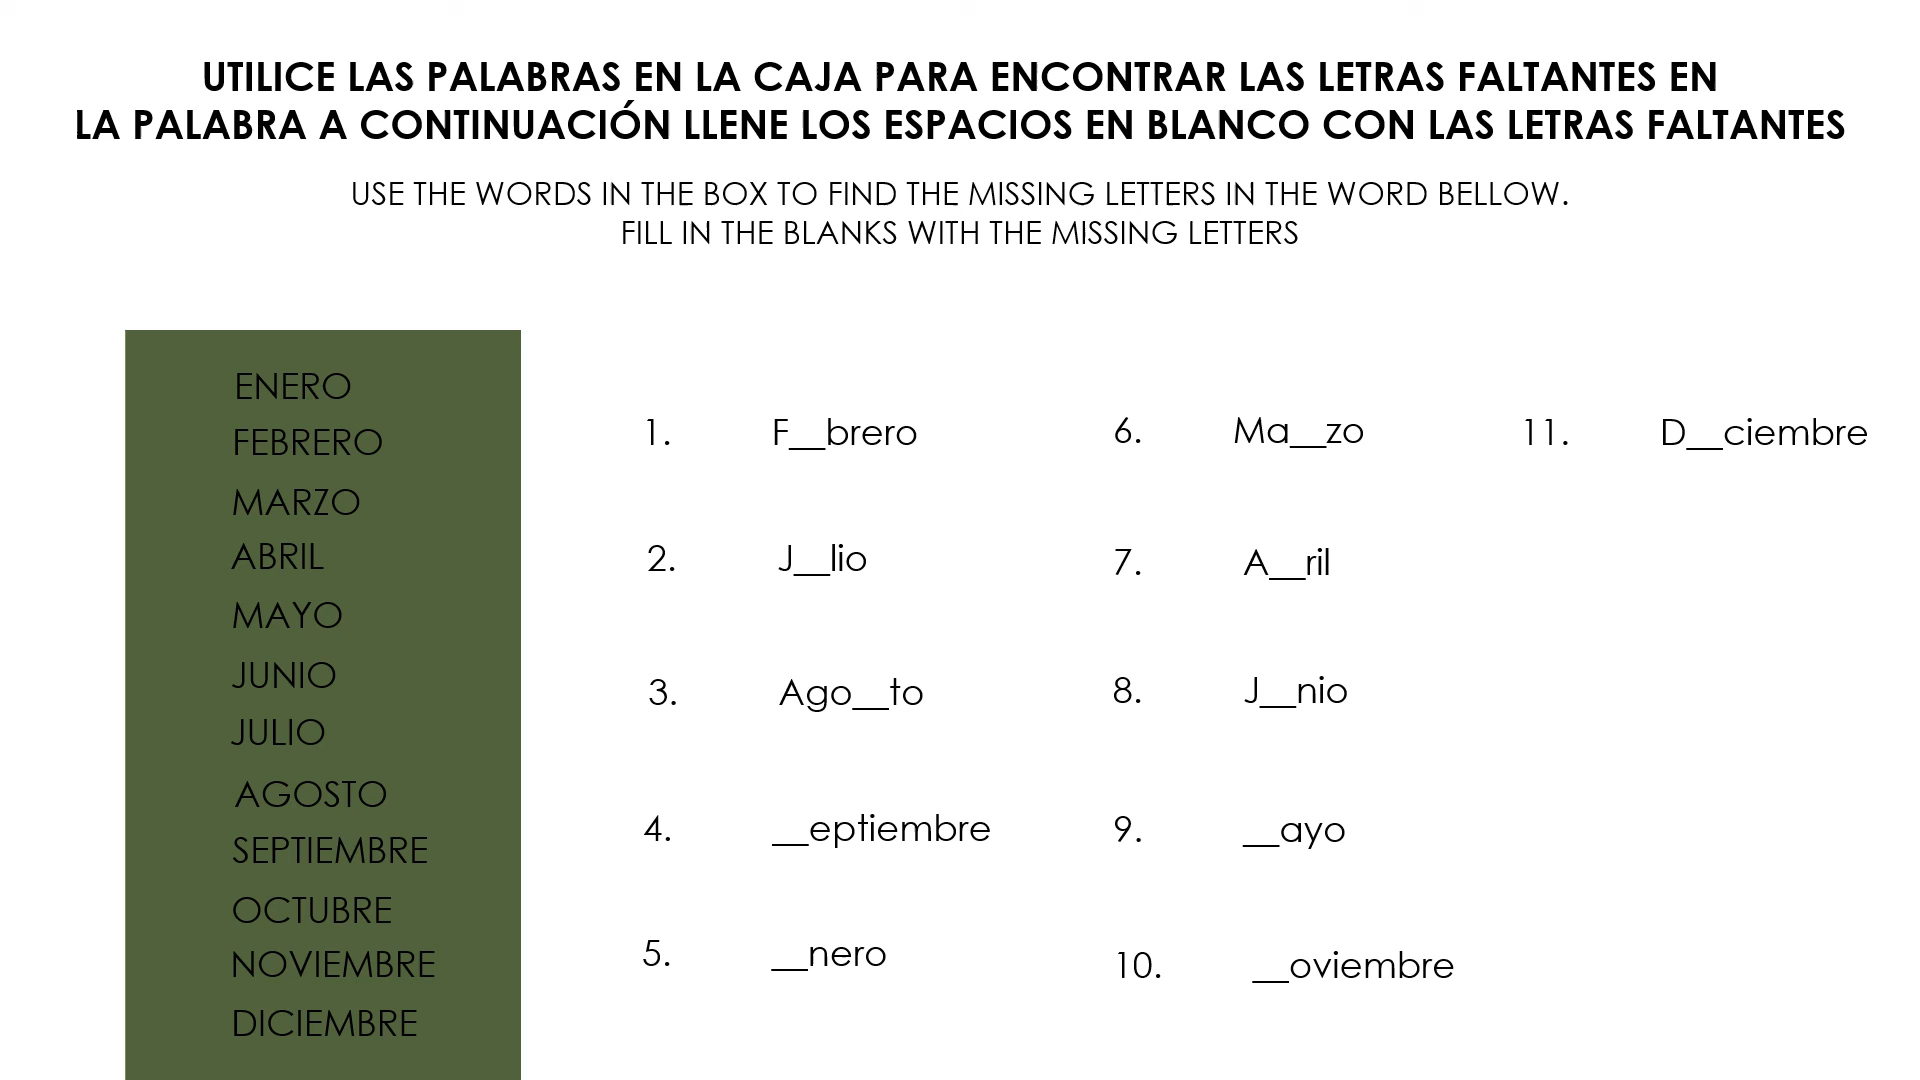 UTILICE LAS PALABRAS EN LA CAJA PARA ENCONTRAR LAS LETRAS FALTANTES EN
LA PALABRA A CONTINUACIÓN LLENE LOS ESPACIOS EN BLANCO CON LAS LETRAS FALTANTES
USE THE WORDS IN THE BOX TO FIND THE MISSING LETTERS IN THE WORD BELLOW.
FILL IN THE BLANKS WITH THE MISSING LETTERS
ENERO
FEBRERO
MARZO
ABRIL
MAYO
JUNIO
JULIO
AGOSTO
SEPTIEMBRE
OCTUBRE
NOVIEMBRE
DICIEMBRE
1. F__brero
2. J__lio
3. Ago__to
4. __eptiembre
5. __nero
6. Ma__zo
7. A__ril
8. J__nio
9. __ayo
10. __oviembre
11. D__ciembre